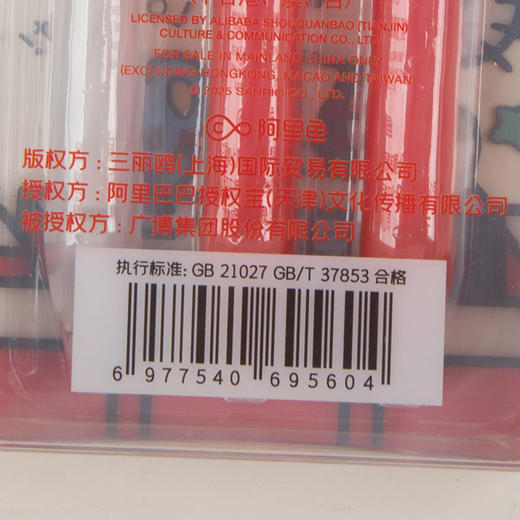 LICENSED BY ALIBABA SHOUQUANBAO (TIANJIN)
CULTURE & COMMUNICATION CO., LTD.
FOR SALE IN MAINLAND CHINA ONLY
(EXCLUDING HONGKONG, MACAO AND TAIWAN)
© 2025 SANRIO CO., LTD.
阿里鱼
版权方：三丽鸥(上海)国际贸易有限公司
授权方：阿里巴巴授权宝(天津)文化传播有限公司
被授权方：广博集团股份有限公司
执行标准: GB 21027 GB/T 37853 合格
6 977540 695604